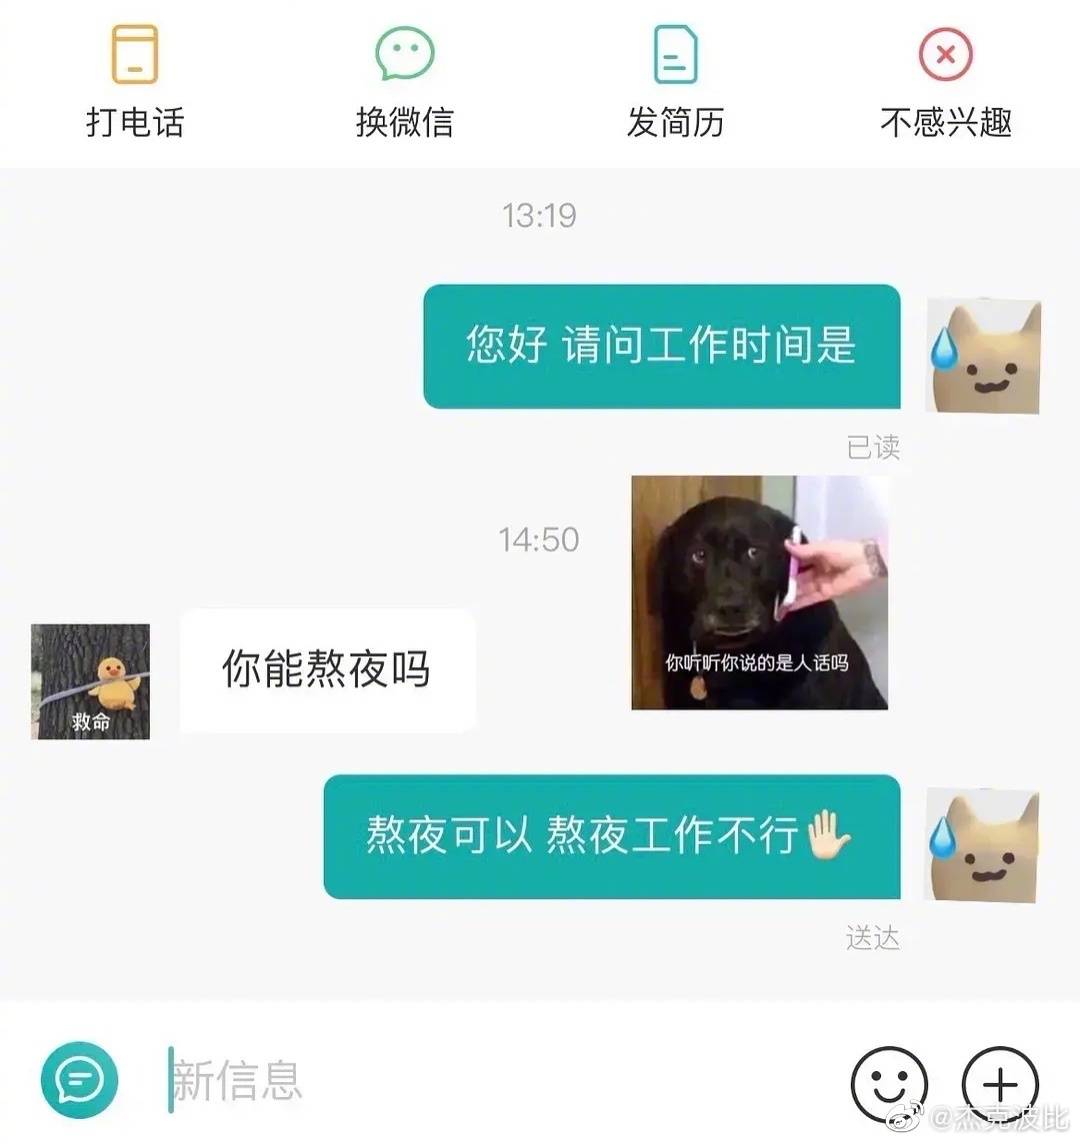 打电话
换微信
发简历
不感兴趣
13:19
您好 请问工作时间是
已读
14:50
你听听你说的是人话吗
你能熬夜吗
救命
熬夜可以 熬夜工作不行🤚🏻
送达
新信息
@杰克波比